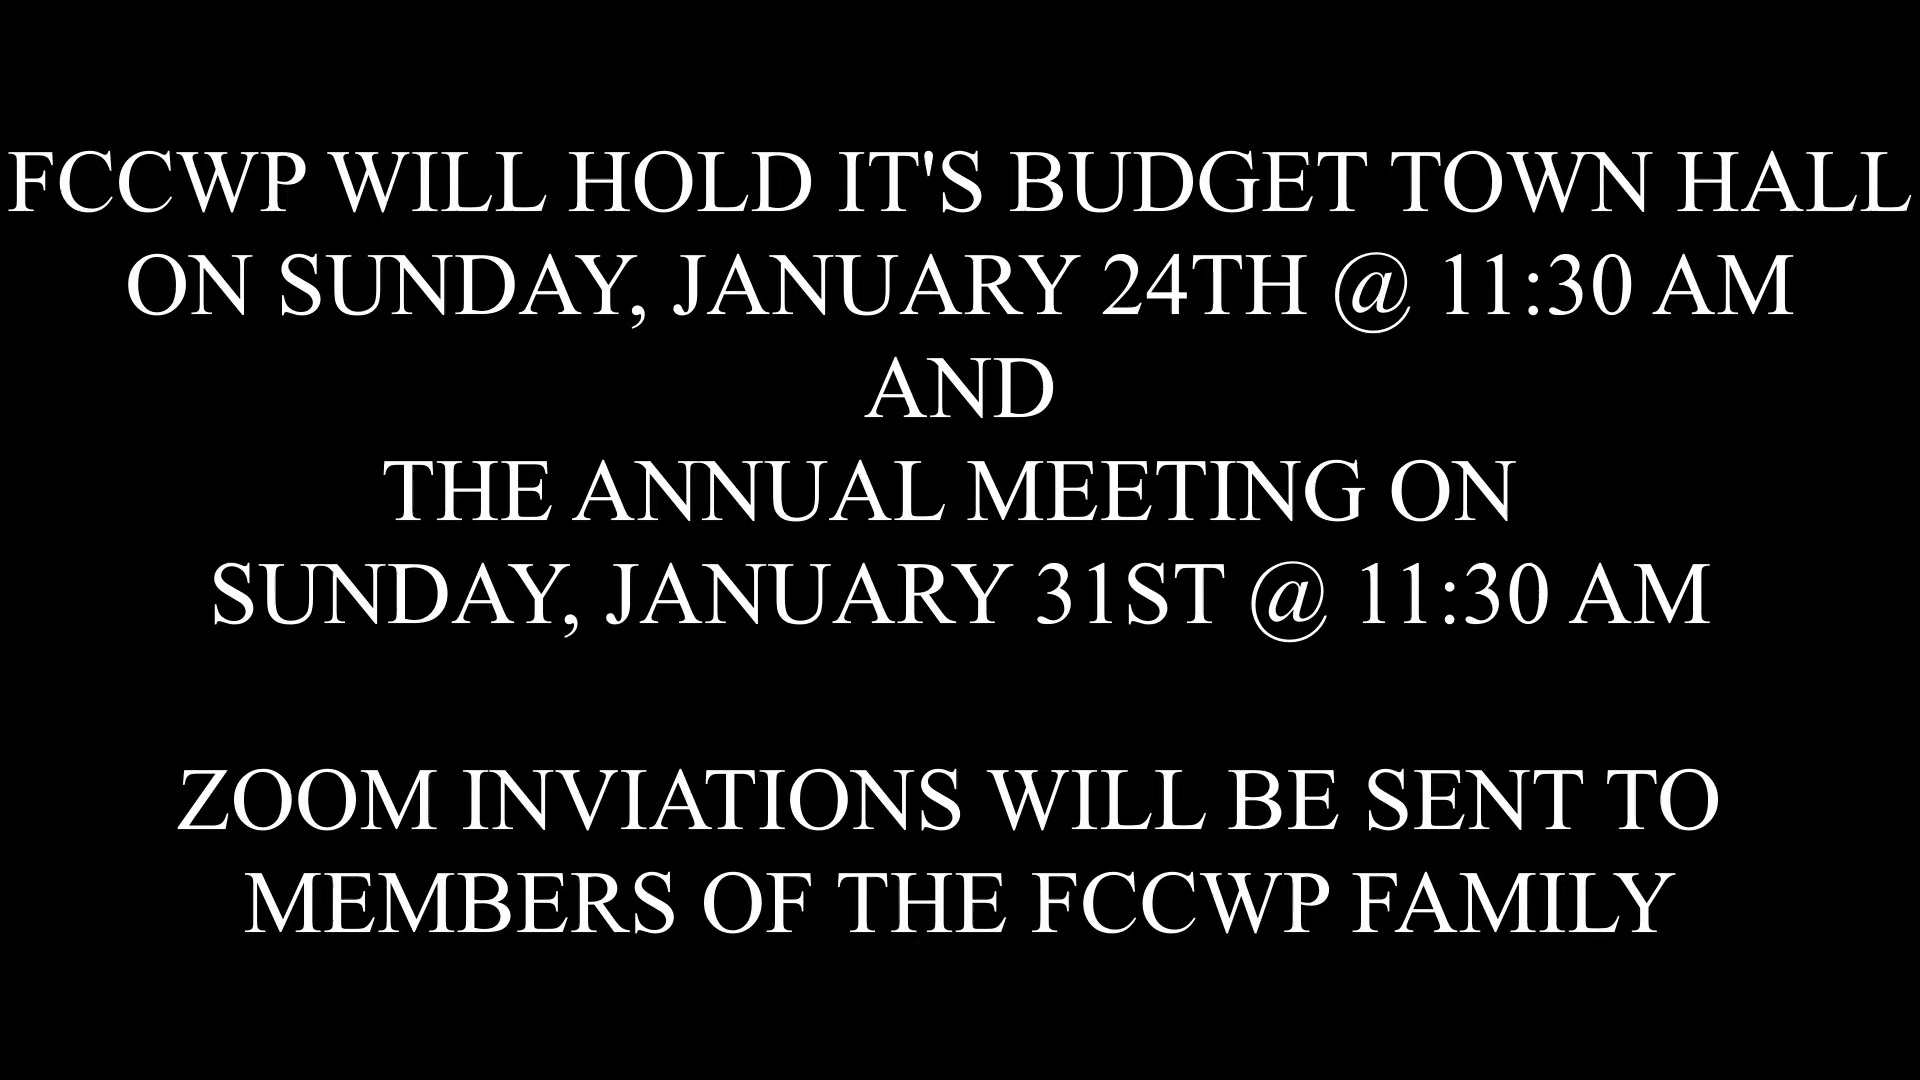 FCCWP WILL HOLD IT'S BUDGET TOWN HALL
ON SUNDAY, JANUARY 24TH @ 11:30 AM
AND
THE ANNUAL MEETING ON
SUNDAY, JANUARY 31ST @ 11:30 AM
ZOOM INVIATIONS WILL BE SENT TO
MEMBERS OF THE FCCWP FAMILY